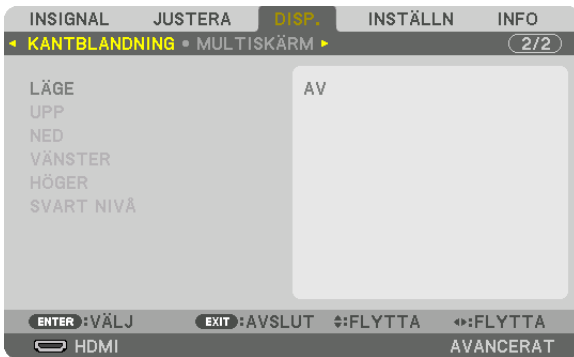 INSIGNAL JUSTERA DISP. INSTÄLLN INFO
KANTBLANDNING • MULTISKÄRM 2/2
LÄGE AV
UPP
NED
VÄNSTER
HÖGER
SVART NIVÅ
ENTER :VÄLJ EXIT :AVSLUT :FLYTTA :FLYTTA
HDMI AVANCERAT